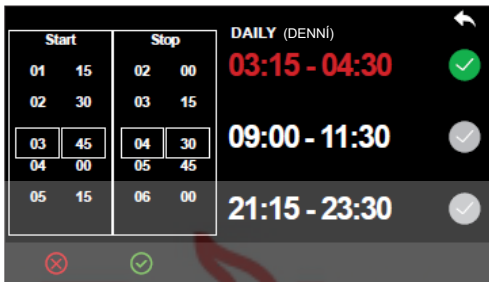 Start Stop
01 15 02 00
02 30 03 15
03 45 04 30
04 00 05 45
05 15 06 00
DAILY (DENNÍ)
03:15 - 04:30
09:00 - 11:30
21:15 - 23:30